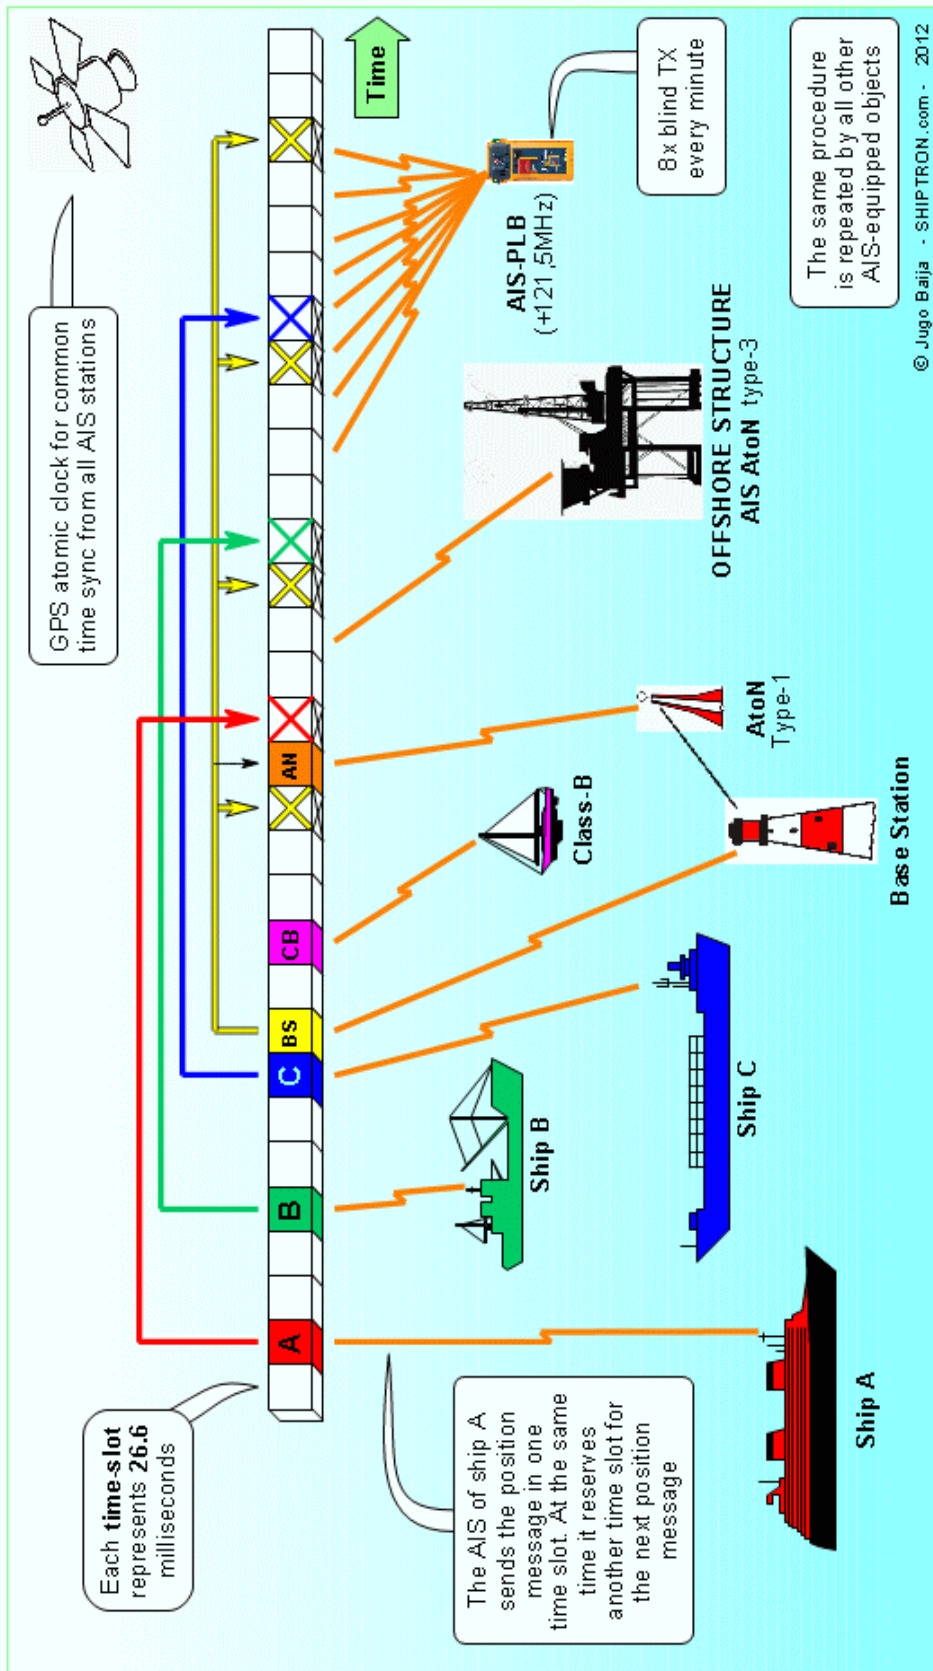 Each time-slot
represents 26.6
milliseconds
GPS atomic clock for common
time sync from all AIS stations
A
B
C
BS
CB
AN
Time
The AIS of ship A
sends the position
message in one
time slot. At the same
time it reserves
another time slot for
the next position
message
Ship A
Ship B
Ship C
Class-B
Base Station
AtoN
Type-1
OFFSHORE STRUCTURE
AIS AtoN type-3
AIS-PLB
(+121,5MHz)
8x blind TX
every minute
The same procedure
is repeated by all other
AIS-equipped objects
© Jugo Baija - SHIPTRON.com - 2012